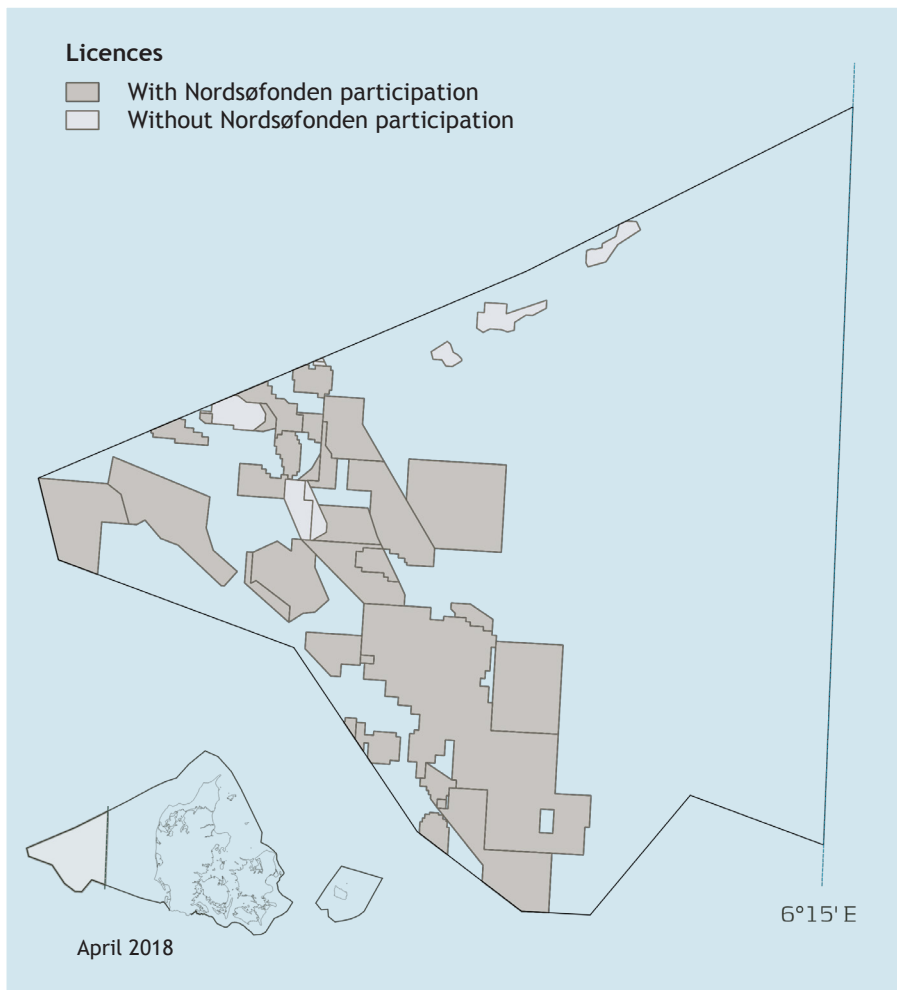 Licences
With Nordsøfonden participation
Without Nordsøfonden participation
6°15' E
April 2018